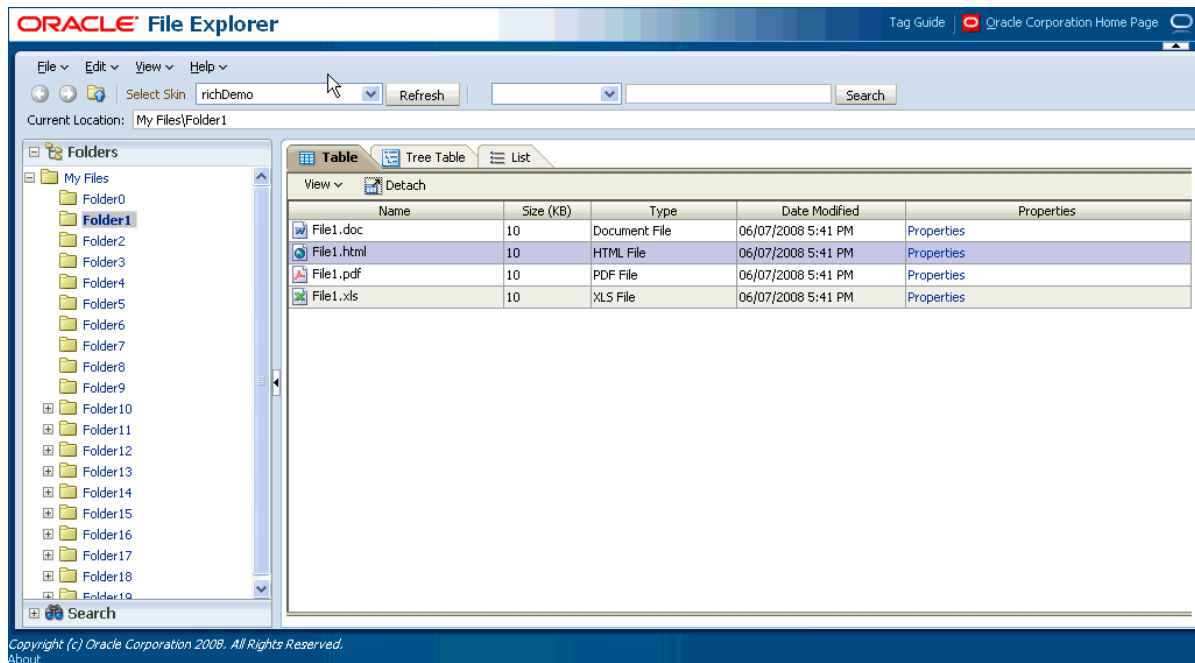 ORACLE File Explorer
Tag Guide Oracle Corporation Home Page
File Edit View Help
Select Skin richDemo Refresh Search
Current Location: My Files\Folder1
Folders
My Files
Folder0
Folder1
Folder2
Folder3
Folder4
Folder5
Folder6
Folder7
Folder8
Folder9
Folder10
Folder11
Folder12
Folder13
Folder14
Folder15
Folder16
Folder17
Folder18
Folder19
Search
Table Tree Table List
View Detach
Name Size (KB) Type Date Modified Properties
File1.doc 10 Document File 06/07/2008 5:41 PM Properties
File1.html 10 HTML File 06/07/2008 5:41 PM Properties
File1.pdf 10 PDF File 06/07/2008 5:41 PM Properties
File1.xls 10 XLS File 06/07/2008 5:41 PM Properties
Copyright (c) Oracle Corporation 2008. All Rights Reserved.
About